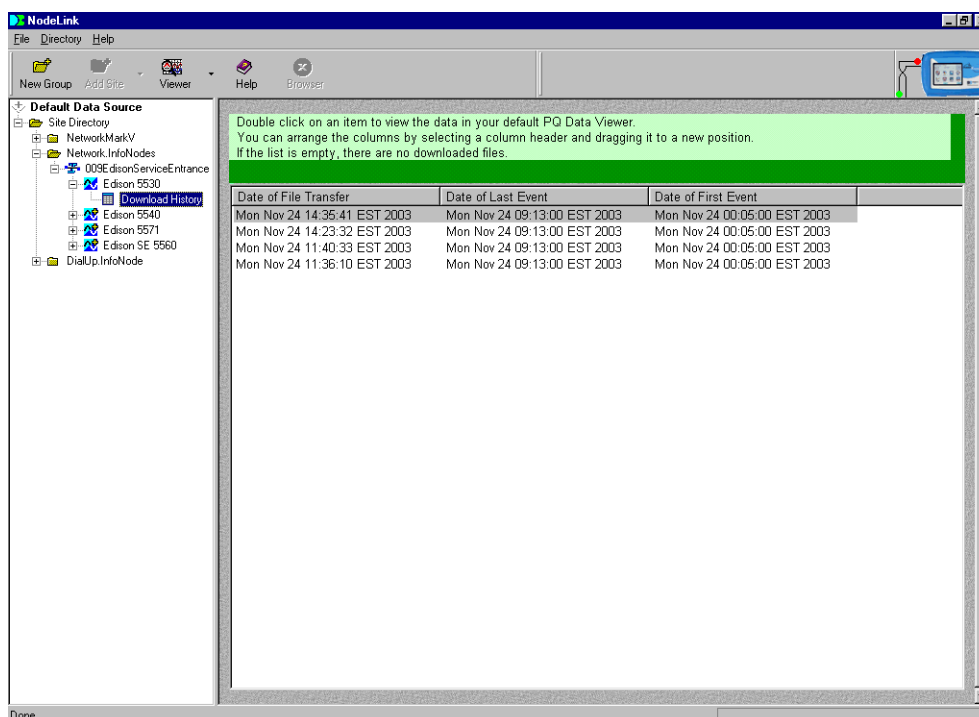 NodeLink
File Directory Help
New Group Add Site Viewer Help Browser
Default Data Source
Site Directory
NetworkMarkV
Network.InfoNodes
009EdisonServiceEntrance
Edison 5530
Download History
Edison 5540
Edison 5571
Edison SE 5560
DialUp.InfoNode
Double click on an item to view the data in your default PQ Data Viewer.
You can arrange the columns by selecting a column header and dragging it to a new position.
If the list is empty, there are no downloaded files.
Date of File Transfer Date of Last Event Date of First Event
Mon Nov 24 14:35:41 EST 2003 Mon Nov 24 09:13:00 EST 2003 Mon Nov 24 00:05:00 EST 2003
Mon Nov 24 14:23:32 EST 2003 Mon Nov 24 09:13:00 EST 2003 Mon Nov 24 00:05:00 EST 2003
Mon Nov 24 11:40:33 EST 2003 Mon Nov 24 09:13:00 EST 2003 Mon Nov 24 00:05:00 EST 2003
Mon Nov 24 11:36:10 EST 2003 Mon Nov 24 09:13:00 EST 2003 Mon Nov 24 00:05:00 EST 2003
Done